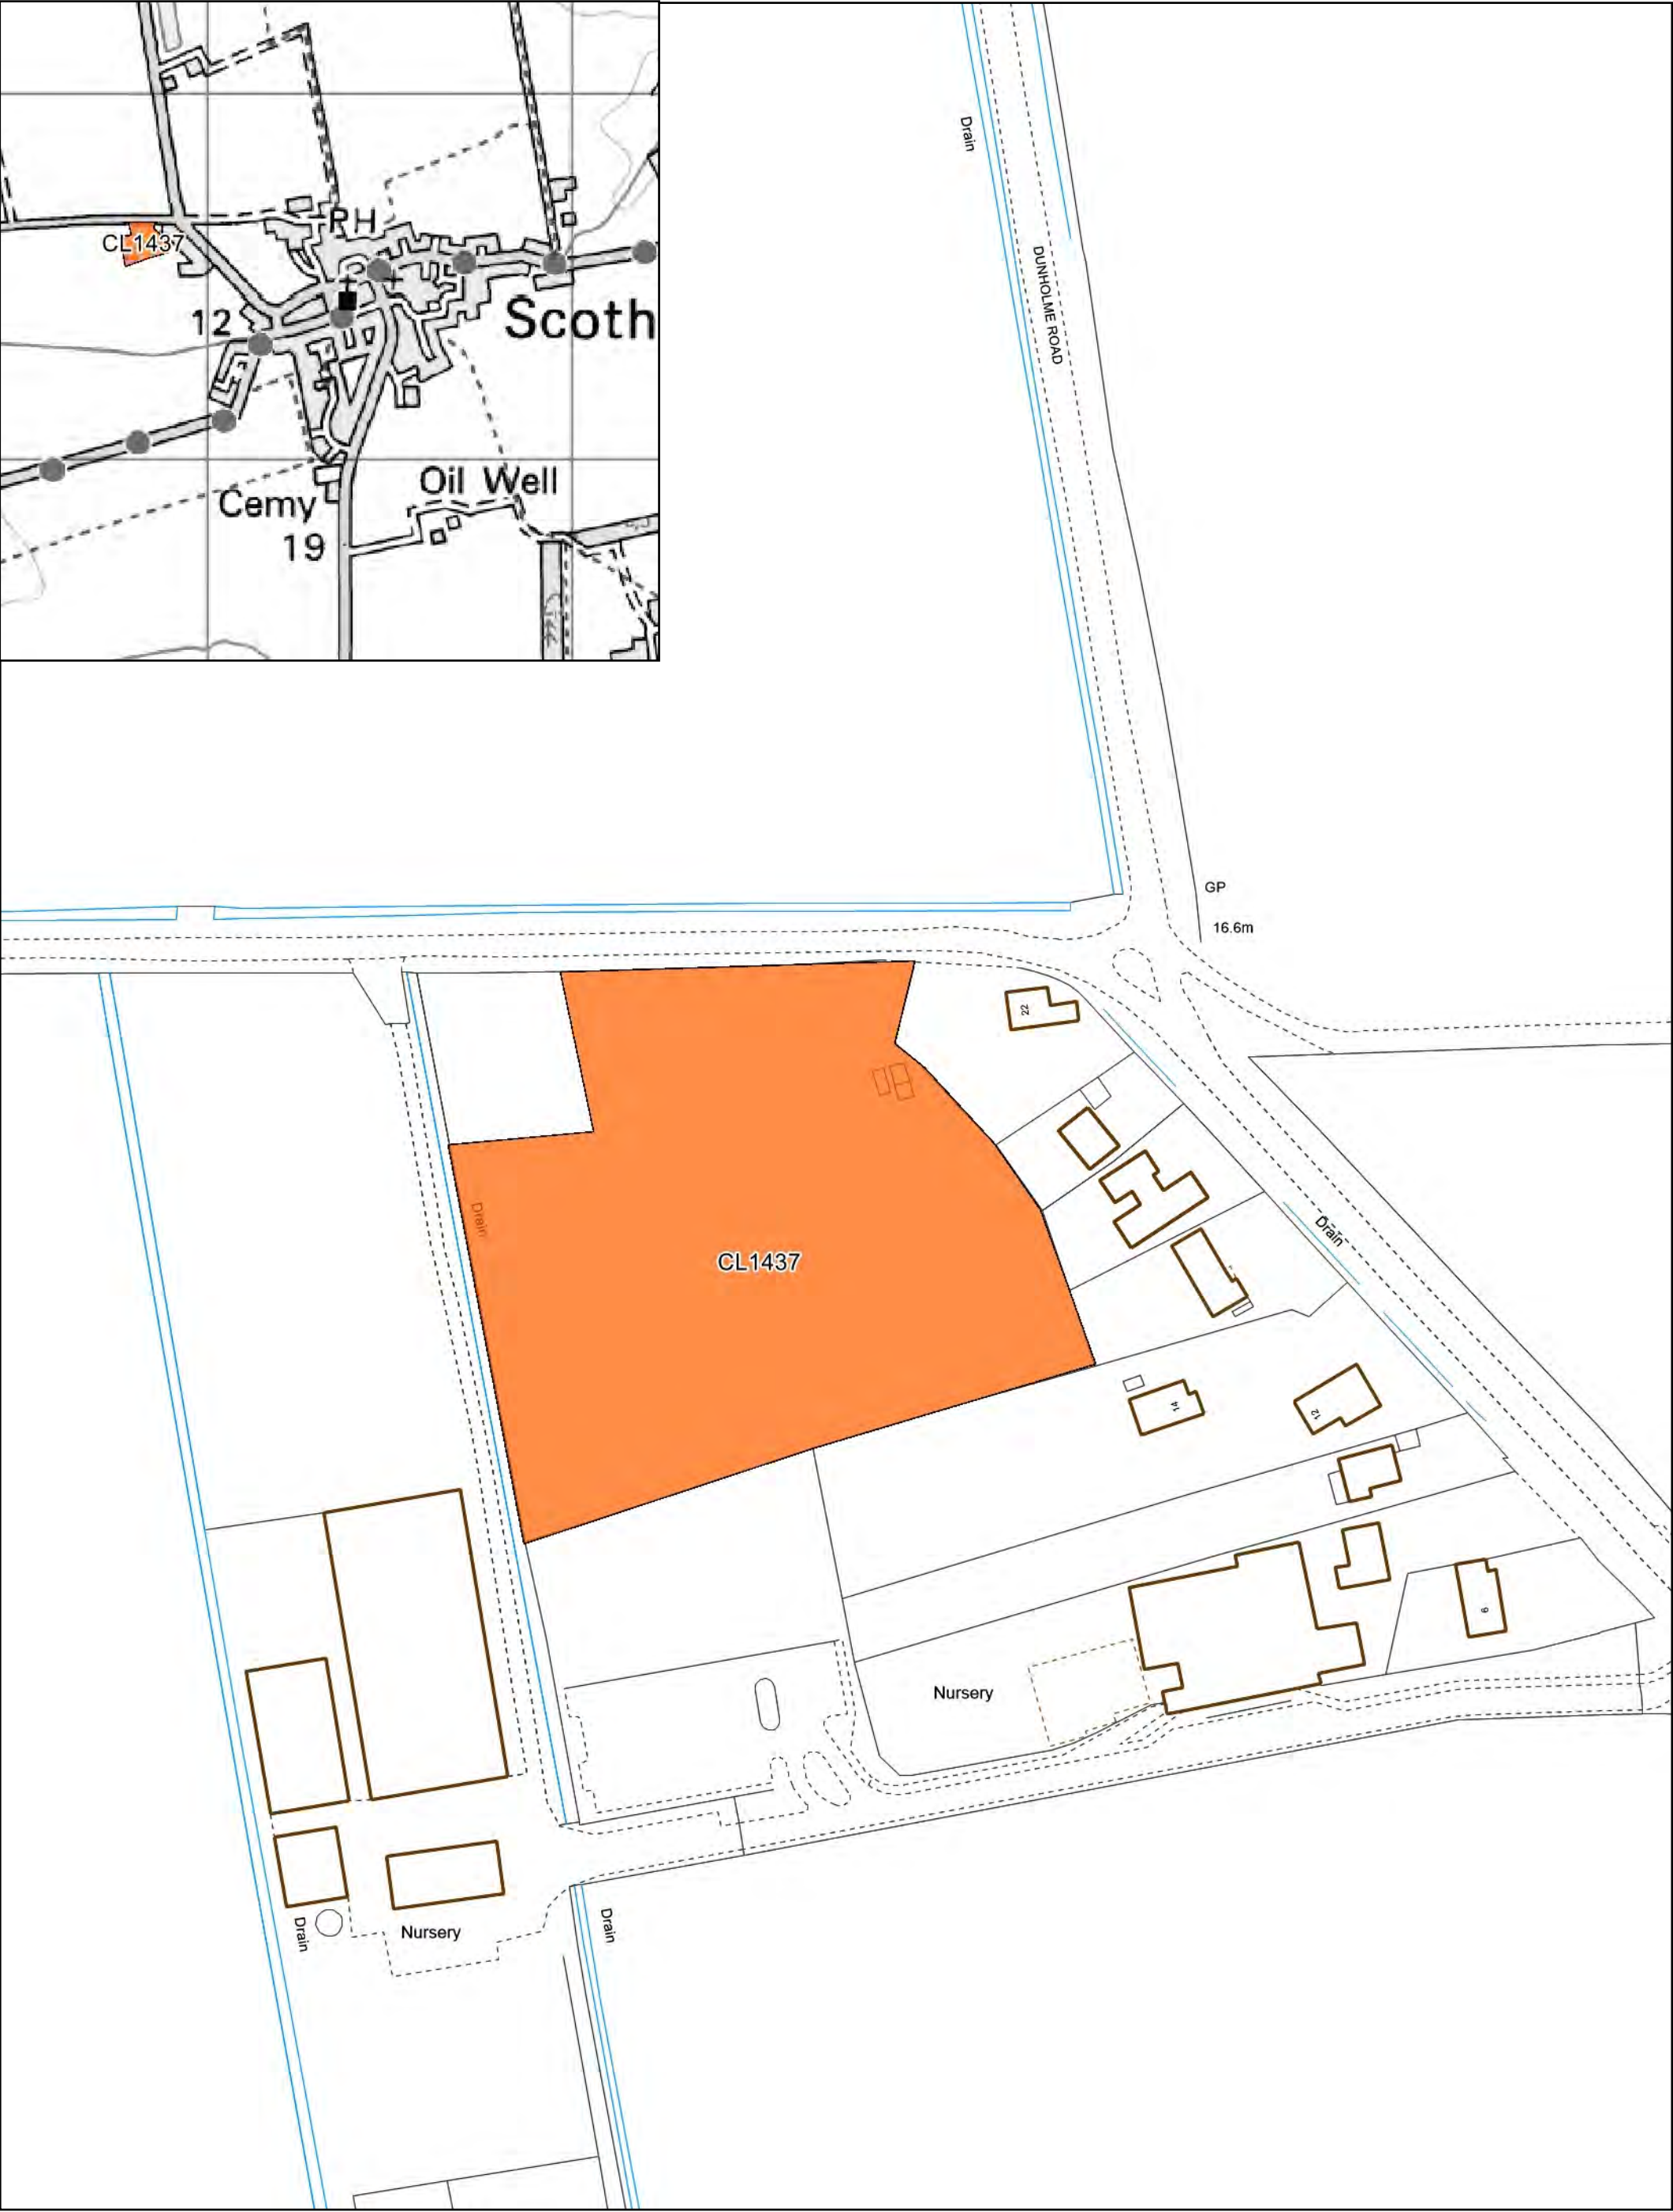 PH
CL1437
12
Scoth
Oil Well
Cemy
19
Drain
DUNHOLME ROAD
GP
16.6m
22
Drain
Drain
CL1437
14
12
9
Nursery
Drain
Nursery
Drain